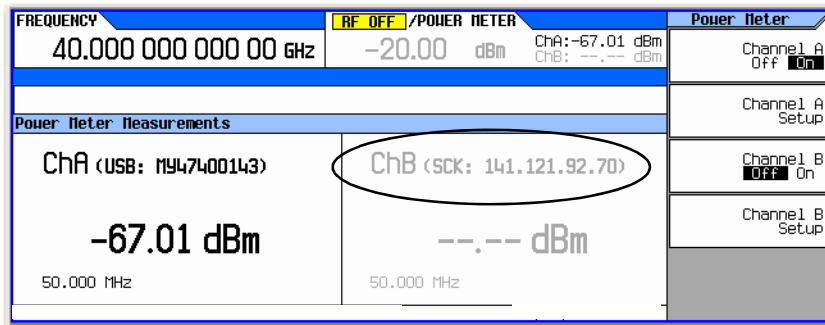 FREQUENCY
40.000 000 000 00 GHz
RF OFF /POWER METER
-20.00 dBm
ChA:-67.01 dBm
ChB: --.-- dBm
Power Meter Measurements
ChA (USB: MY47400143)
-67.01 dBm
50.000 MHz
ChB (SCK: 141.121.92.70)
--.-- dBm
50.000 MHz
Power Meter
Channel A
Off On
Channel A
Setup
Channel B
Off On
Channel B
Setup